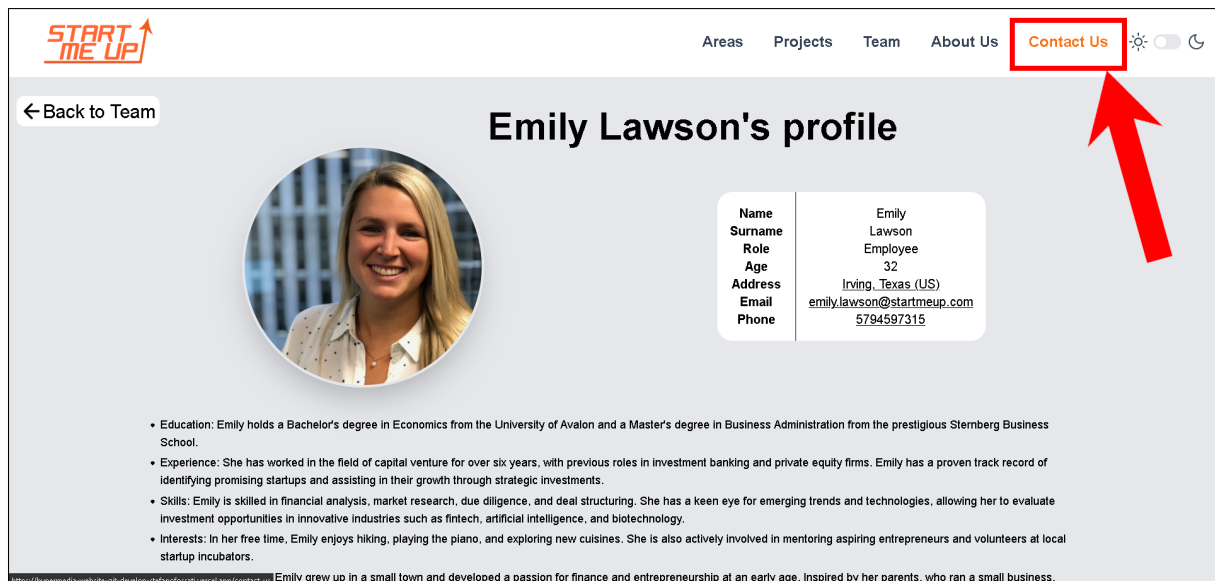 START
ME UP
Areas Projects Team About Us Contact Us
Back to Team
Emily Lawson's profile
Name Emily
Surname Lawson
Role Employee
Age 32
Address Irving, Texas (US)
Email emily.lawson@startmeup.com
Phone 5794597315
• Education: Emily holds a Bachelor's degree in Economics from the University of Avalon and a Master's degree in Business Administration from the prestigious Sternberg Business
School.
• Experience: She has worked in the field of capital venture for over six years, with previous roles in investment banking and private equity firms. Emily has a proven track record of
identifying promising startups and assisting in their growth through strategic investments.
• Skills: Emily is skilled in financial analysis, market research, due diligence, and deal structuring. She has a keen eye for emerging trends and technologies, allowing her to evaluate
investment opportunities in innovative industries such as fintech, artificial intelligence, and biotechnology.
• Interests: In her free time, Emily enjoys hiking, playing the piano, and exploring new cuisines. She is also actively involved in mentoring aspiring entrepreneurs and volunteers at local
startup incubators.
Emily grew up in a small town and developed a passion for finance and entrepreneurship at an early age. Inspired by her parents, who ran a small business,